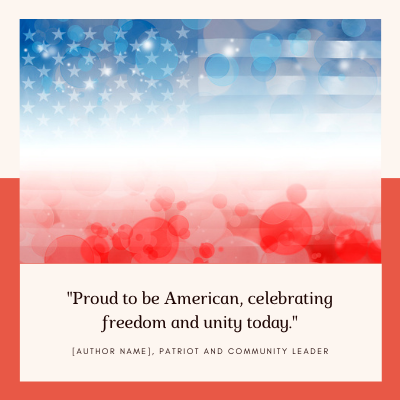 "Proud to be American, celebrating
freedom and unity today."
[AUTHOR NAME], PATRIOT AND COMMUNITY LEADER